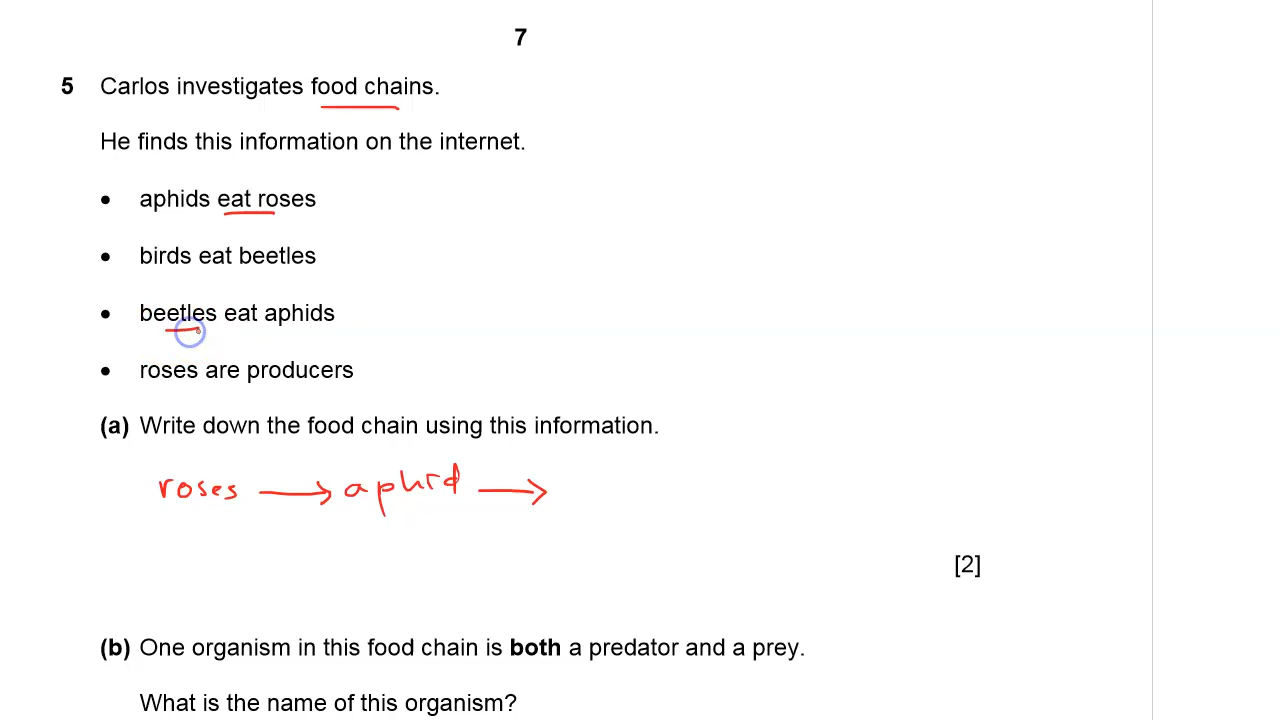 7
5 Carlos investigates food chains.
He finds this information on the internet.
• aphids eat roses
• birds eat beetles
• beetles eat aphids
• roses are producers
(a) Write down the food chain using this information.
roses → aphid →
[2]
(b) One organism in this food chain is both a predator and a prey.
What is the name of this organism?